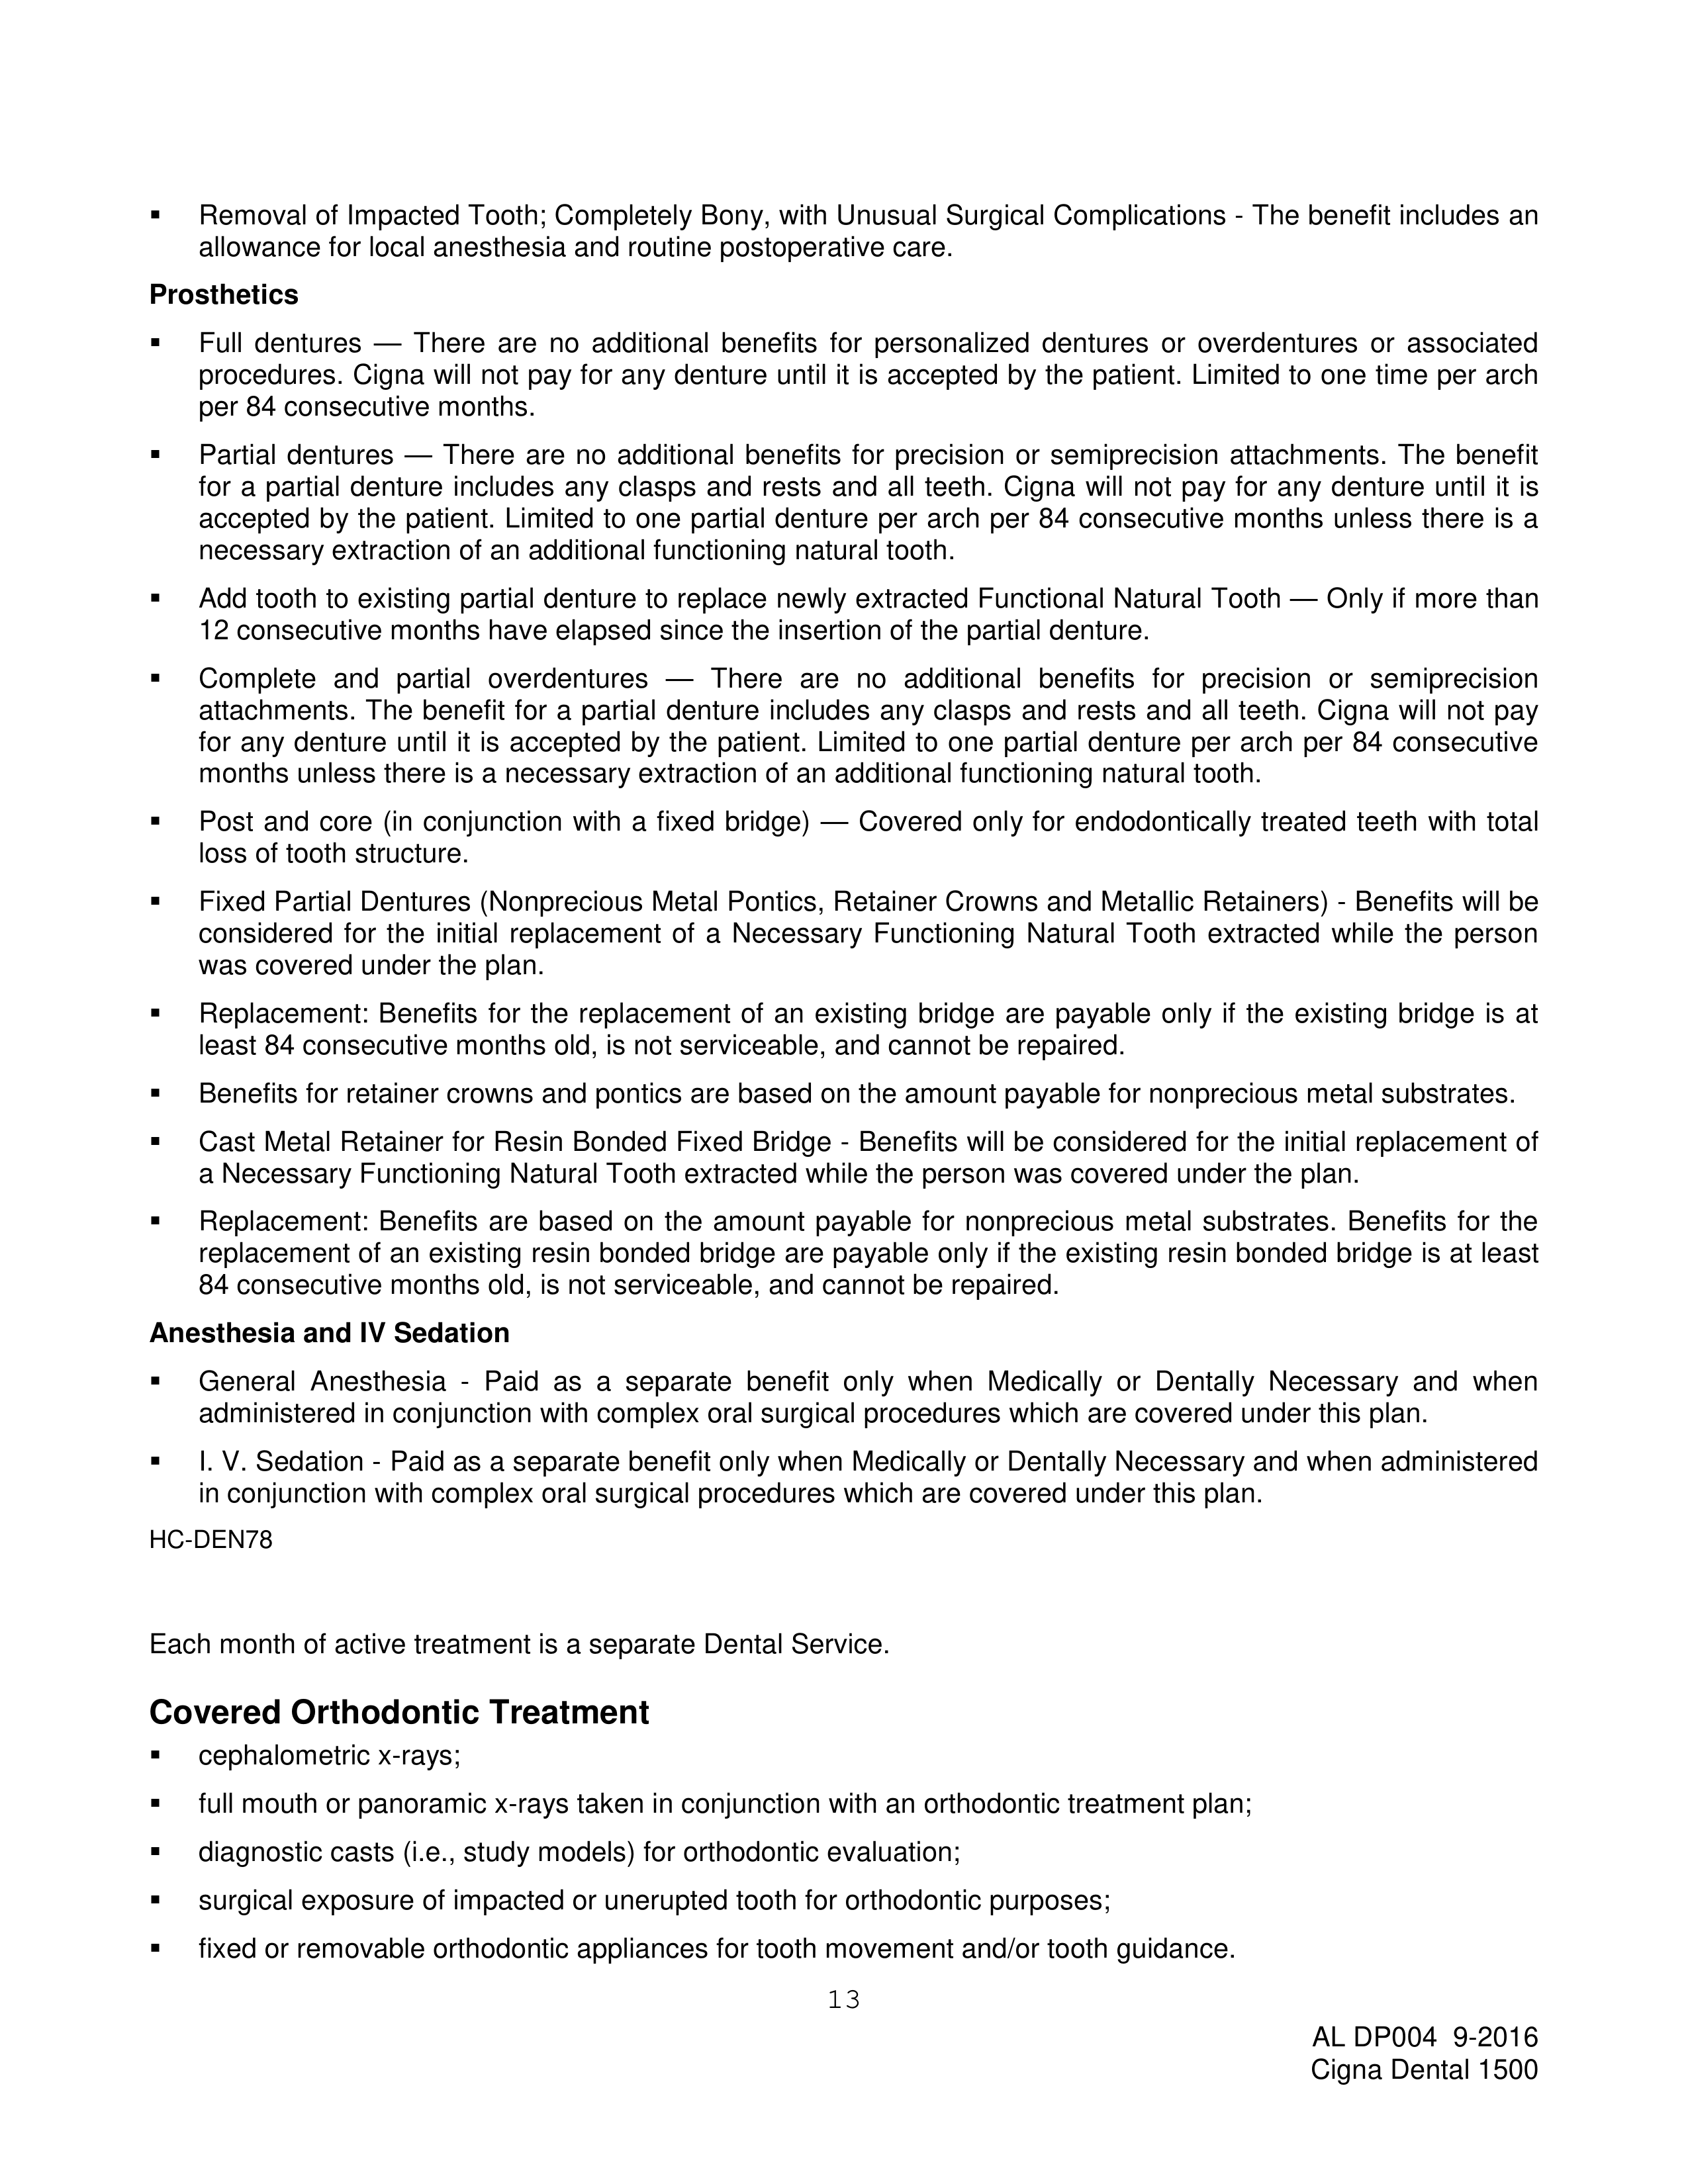 ▪ Removal of Impacted Tooth; Completely Bony, with Unusual Surgical Complications - The benefit includes an
allowance for local anesthesia and routine postoperative care.
Prosthetics
▪ Full dentures — There are no additional benefits for personalized dentures or overdentures or associated
procedures. Cigna will not pay for any denture until it is accepted by the patient. Limited to one time per arch
per 84 consecutive months.
▪ Partial dentures — There are no additional benefits for precision or semiprecision attachments. The benefit
for a partial denture includes any clasps and rests and all teeth. Cigna will not pay for any denture until it is
accepted by the patient. Limited to one partial denture per arch per 84 consecutive months unless there is a
necessary extraction of an additional functioning natural tooth.
▪ Add tooth to existing partial denture to replace newly extracted Functional Natural Tooth — Only if more than
12 consecutive months have elapsed since the insertion of the partial denture.
▪ Complete and partial overdentures — There are no additional benefits for precision or semiprecision
attachments. The benefit for a partial denture includes any clasps and rests and all teeth. Cigna will not pay
for any denture until it is accepted by the patient. Limited to one partial denture per arch per 84 consecutive
months unless there is a necessary extraction of an additional functioning natural tooth.
▪ Post and core (in conjunction with a fixed bridge) — Covered only for endodontically treated teeth with total
loss of tooth structure.
▪ Fixed Partial Dentures (Nonprecious Metal Pontics, Retainer Crowns and Metallic Retainers) - Benefits will be
considered for the initial replacement of a Necessary Functioning Natural Tooth extracted while the person
was covered under the plan.
▪ Replacement: Benefits for the replacement of an existing bridge are payable only if the existing bridge is at
least 84 consecutive months old, is not serviceable, and cannot be repaired.
▪ Benefits for retainer crowns and pontics are based on the amount payable for nonprecious metal substrates.
▪ Cast Metal Retainer for Resin Bonded Fixed Bridge - Benefits will be considered for the initial replacement of
a Necessary Functioning Natural Tooth extracted while the person was covered under the plan.
▪ Replacement: Benefits are based on the amount payable for nonprecious metal substrates. Benefits for the
replacement of an existing resin bonded bridge are payable only if the existing resin bonded bridge is at least
84 consecutive months old, is not serviceable, and cannot be repaired.
Anesthesia and IV Sedation
▪ General Anesthesia - Paid as a separate benefit only when Medically or Dentally Necessary and when
administered in conjunction with complex oral surgical procedures which are covered under this plan.
▪ I. V. Sedation - Paid as a separate benefit only when Medically or Dentally Necessary and when administered
in conjunction with complex oral surgical procedures which are covered under this plan.
HC-DEN78
Each month of active treatment is a separate Dental Service.
Covered Orthodontic Treatment
▪ cephalometric x-rays;
▪ full mouth or panoramic x-rays taken in conjunction with an orthodontic treatment plan;
▪ diagnostic casts (i.e., study models) for orthodontic evaluation;
▪ surgical exposure of impacted or unerupted tooth for orthodontic purposes;
▪ fixed or removable orthodontic appliances for tooth movement and/or tooth guidance.
13
AL DP004 9-2016
Cigna Dental 1500